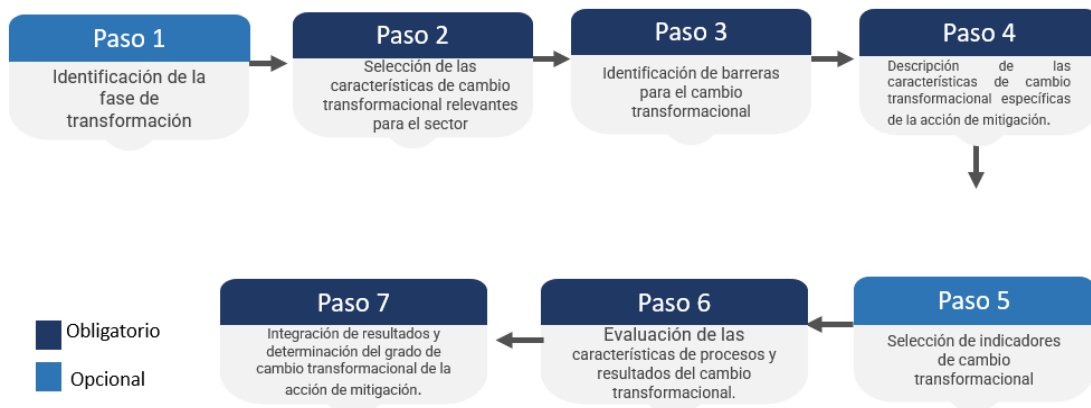 Paso 1
Identificación de la
fase de
transformación
Paso 2
Selección de las
características de cambio
transformacional relevantes
para el sector
Paso 3
Identificación de barreras
para el cambio
transformacional
Paso 4
Descripción de las
características de cambio
transformacional específicas
de la acción de mitigación.
Paso 5
Selección de indicadores
de cambio
transformacional
Paso 6
Evaluación de las
características de procesos y
resultados del cambio
transformacional.
Paso 7
Integración de resultados y
determinación del grado de
cambio transformacional de la
acción de mitigación.
Obligatorio
Opcional